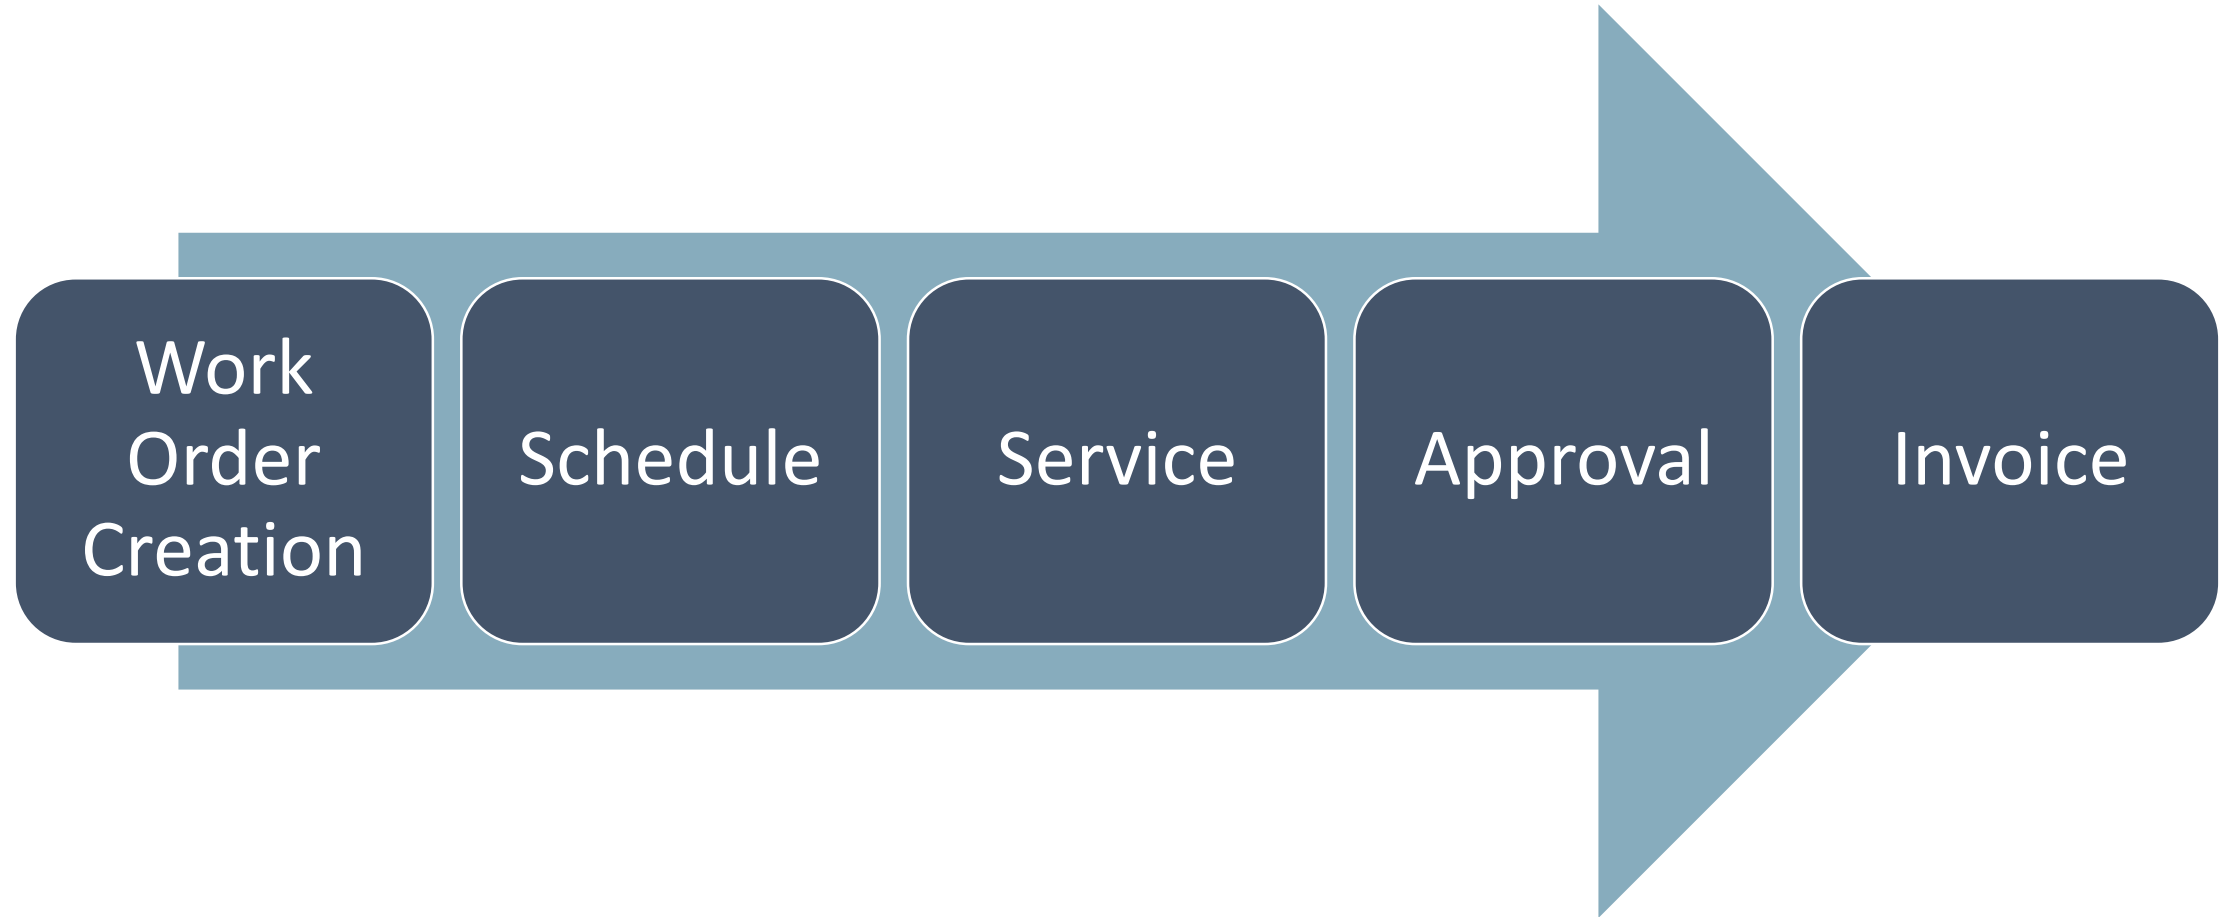 Work
Order
Creation
Schedule
Service
Approval
Invoice